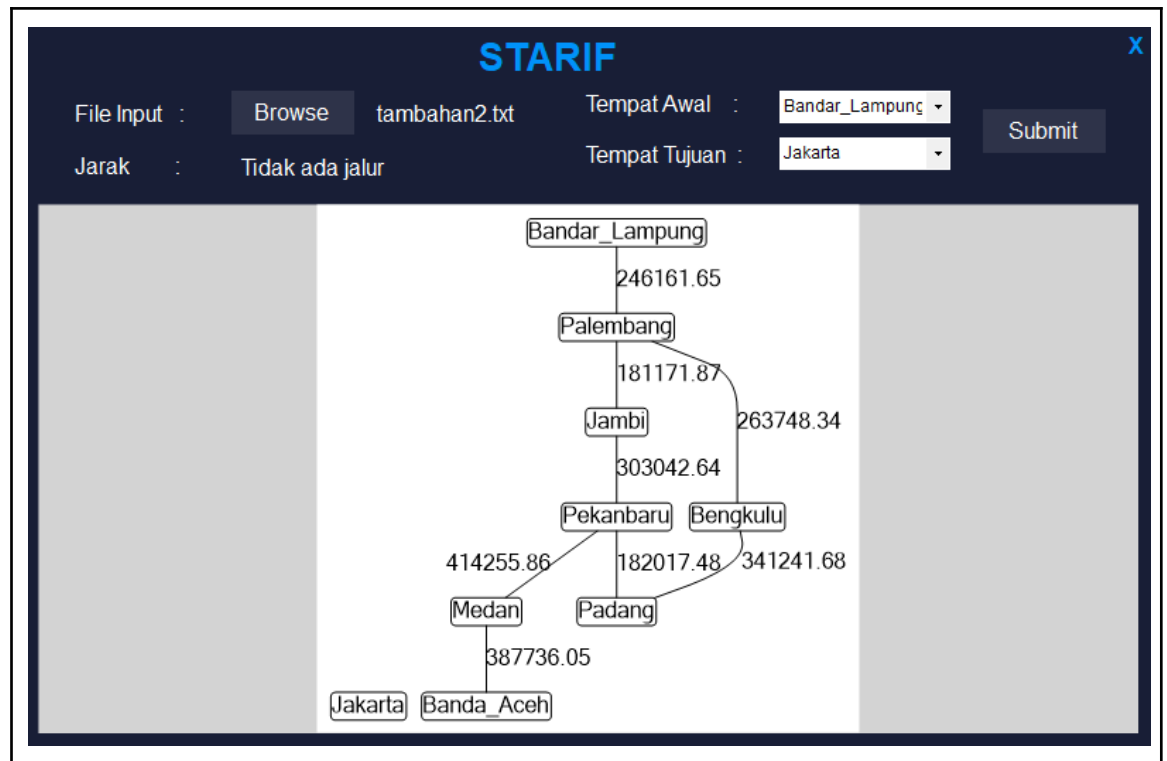 STARIF
X
File Input :
Browse
tambahan2.txt
Tempat Awal :
Bandar_Lampung
Submit
Jarak :
Tidak ada jalur
Tempat Tujuan :
Jakarta
Bandar_Lampung
246161.65
Palembang
181171.87
Jambi
263748.34
303042.64
Pekanbaru
Bengkulu
414255.86
182017.48
341241.68
Medan
Padang
387736.05
Jakarta
Banda_Aceh